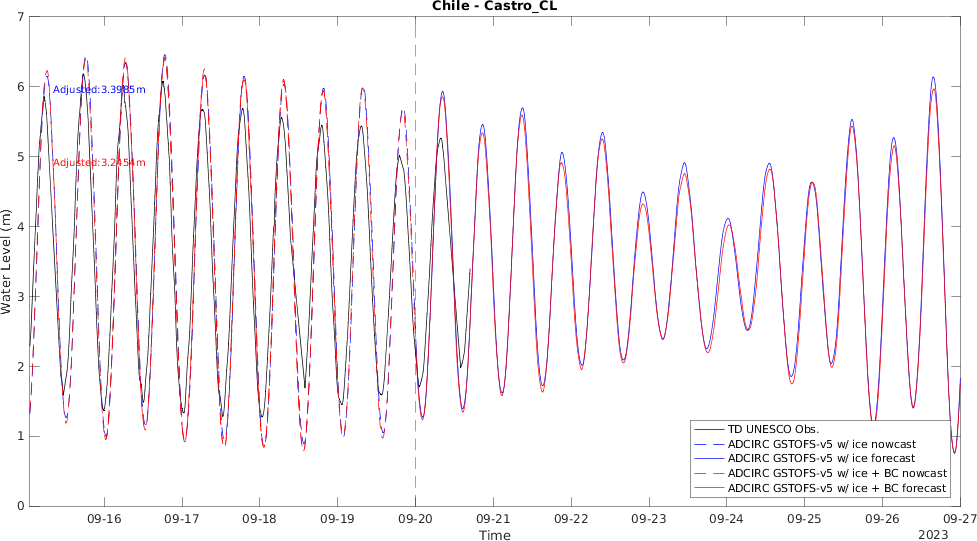 Chile - Castro_CL
7
6
5
4
3
2
1
0
Water Level (m)
Adjusted:3.3985m
Adjusted:3.2454m
TD UNESCO Obs.
ADCIRC GSTOFS-v5 w/ ice nowcast
ADCIRC GSTOFS-v5 w/ ice forecast
ADCIRC GSTOFS-v5 w/ ice + BC nowcast
ADCIRC GSTOFS-v5 w/ ice + BC forecast
09-16 09-17 09-18 09-19 09-20 09-21 09-22 09-23 09-24 09-25 09-26 09-27
Time
2023